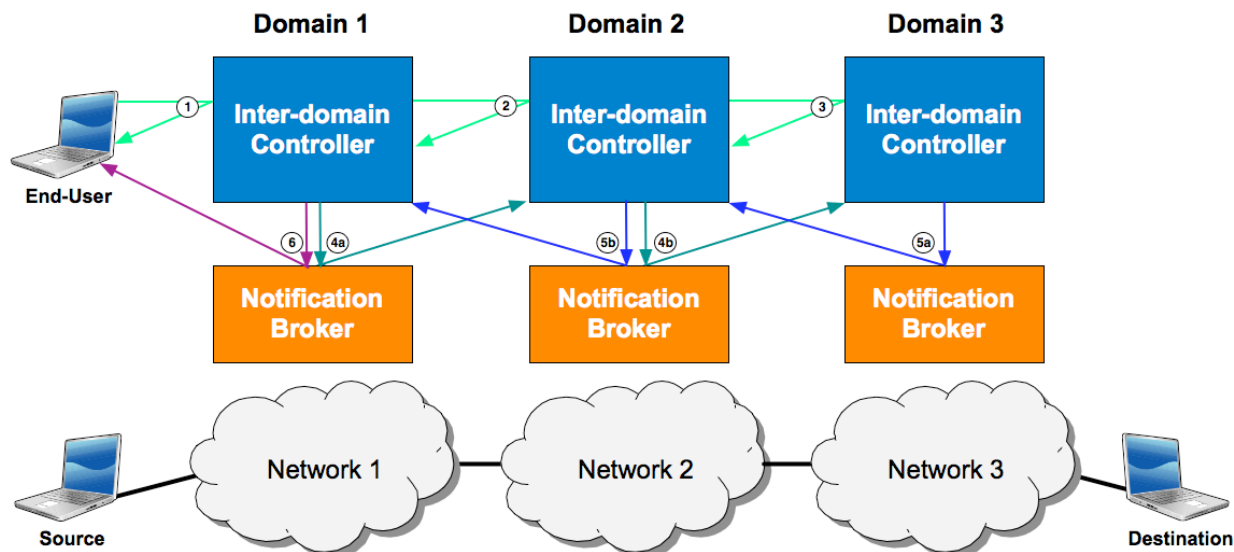 Domain 1
Domain 2
Domain 3
1
2
3
Inter-domain
Controller
Inter-domain
Controller
Inter-domain
Controller
End-User
6
4a
5b
4b
5a
Notification
Broker
Notification
Broker
Notification
Broker
Network 1
Network 2
Network 3
Source
Destination